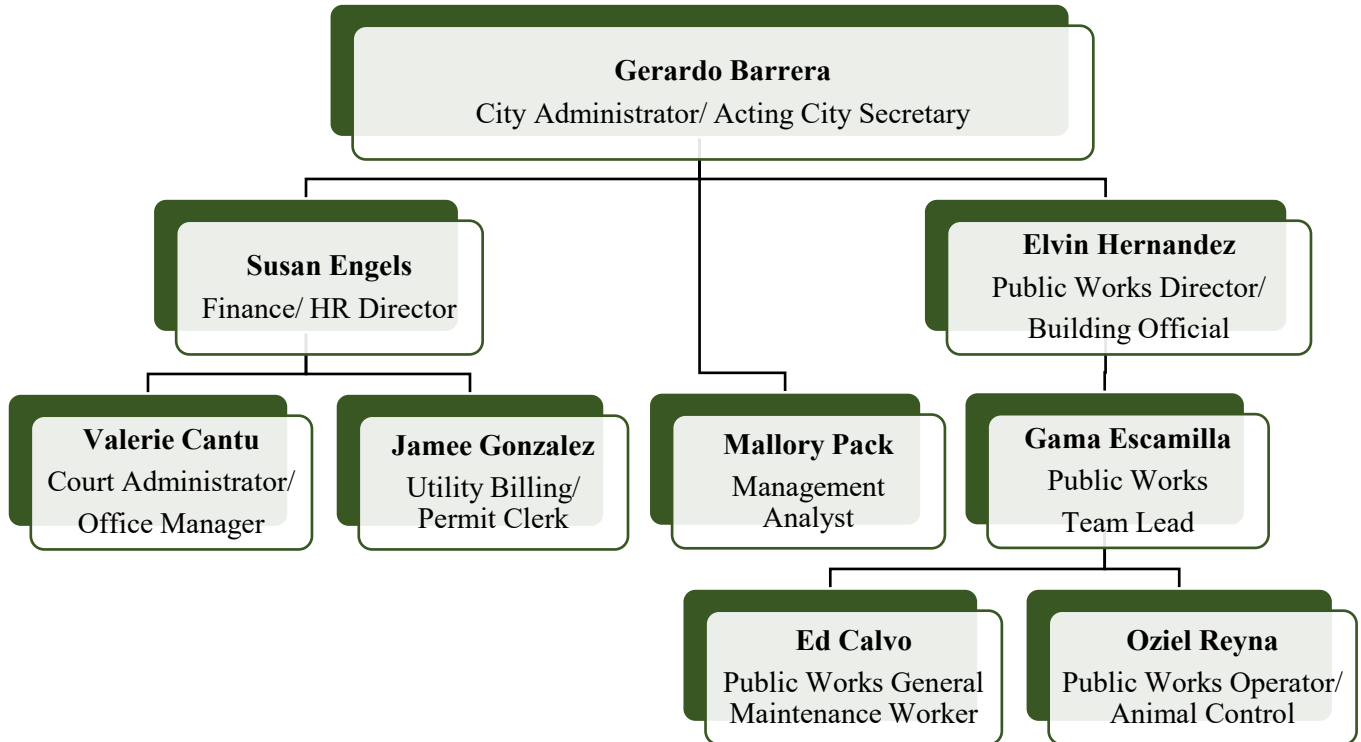 Gerardo Barrera
City Administrator/ Acting City Secretary
Susan Engels
Finance/ HR Director
Elvin Hernandez
Public Works Director/
Building Official
Valerie Cantu
Court Administrator/
Office Manager
Jamee Gonzalez
Utility Billing/
Permit Clerk
Mallory Pack
Management
Analyst
Gama Escamilla
Public Works
Team Lead
Ed Calvo
Public Works General
Maintenance Worker
Oziel Reyna
Public Works Operator/
Animal Control